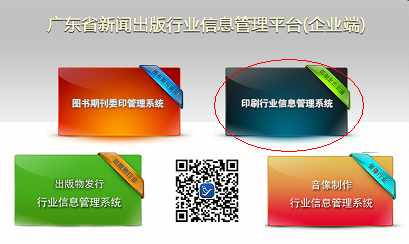 广东省新闻出版行业信息管理平台(企业端)
图书期刊委印管理系统
印刷行业信息管理系统
出版物发行
行业信息管理系统
音像制作
行业信息管理系统